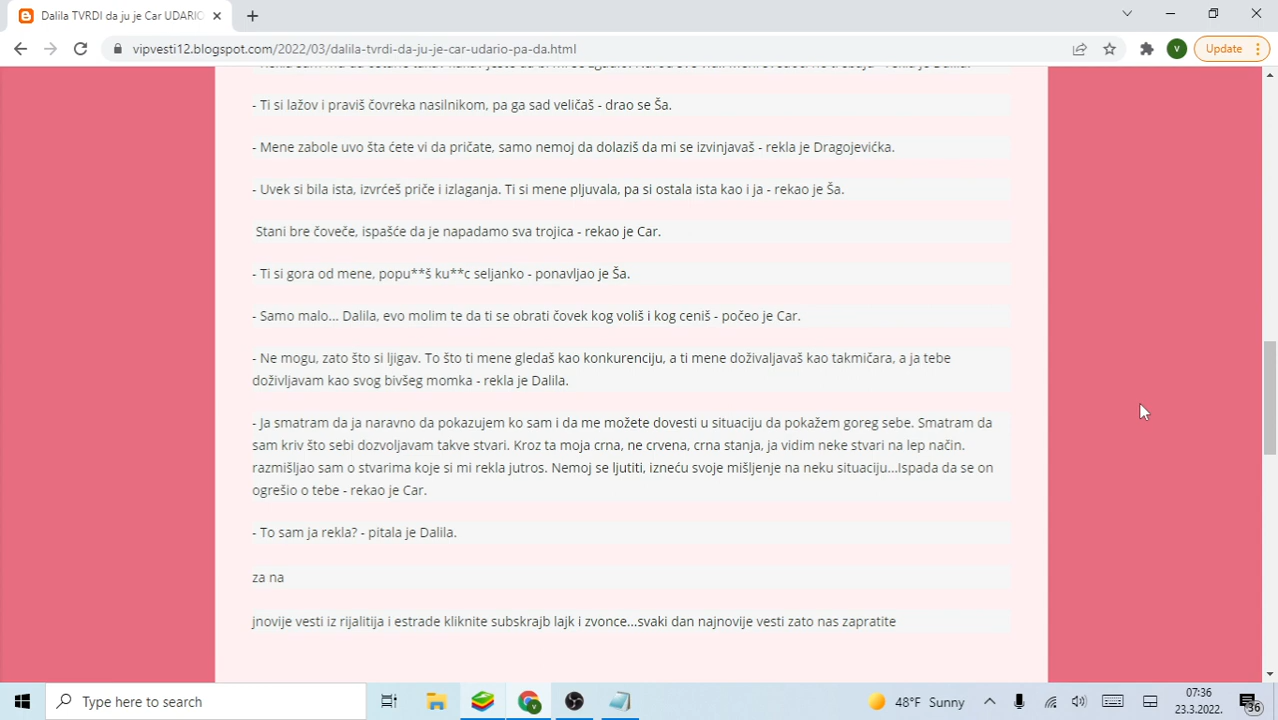 Dalila TVRDI da ju je Car UDARIO
vipvesti12.blogspot.com/2022/03/dalila-tvrdi-da-ju-je-car-udario-pa-da.html
V
Update
- Ti si lažov i praviš čovreka nasilnikom, pa ga sad veličaš - drao se Ša.
- Mene zabole uvo šta ćete vi da pričate, samo nemoj da dolaziš da mi se izvinjavaš - rekla je Dragojevićka.
- Uvek si bila ista, izvrćeš priče i izlaganja. Ti si mene pljuvala, pa si ostala ista kao i ja - rekao je Ša.
Stani bre čoveče, ispašće da je napadamo sva trojica - rekao je Car.
- Ti si gora od mene, popu**š ku**c seljanko - ponavljao je Ša.
- Samo malo... Dalila, evo molim te da ti se obrati čovek kog voliš i kog ceniš - počeo je Car.
- Ne mogu, zato što si ljigav. To što ti mene gledaš kao konkurenciju, a ti mene doživaljavaš kao takmičara, a ja tebe
doživljavam kao svog bivšeg momka - rekla je Dalila.
- Ja smatram da ja naravno da pokazujem ko sam i da me možete dovesti u situaciju da pokažem goreg sebe. Smatram da
sam kriv što sebi dozvoljavam takve stvari. Kroz ta moja crna, ne crvena, crna stanja, ja vidim neke stvari na lep način.
razmišljao sam o stvarima koje si mi rekla jutros. Nemoj se ljutiti, izneću svoje mišljenje na neku situaciju...Ispada da se on
ogrešio o tebe - rekao je Car.
- To sam ja rekla? - pitala je Dalila.
za na
jnovije vesti iz rijalitija i estrade kliknite subskrajb lajk i zvonce...svaki dan najnovije vesti zato nas zapratite
Type here to search
48°F Sunny
07:36
23.3.2022.
36